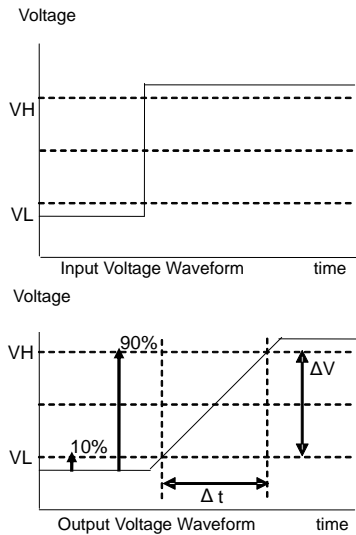 Voltage
VH
VL
Input Voltage Waveform time
Voltage
90%
VH
ΔV
10%
VL
Δ t
Output Voltage Waveform time